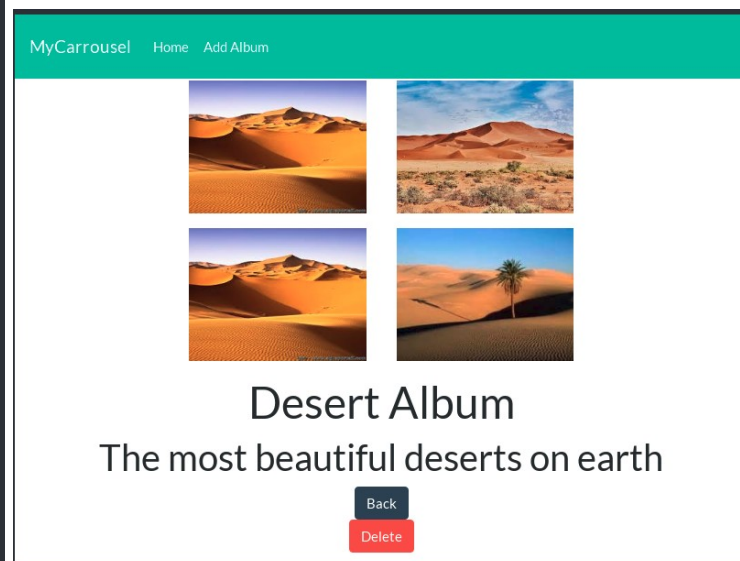 MyCarrousel Home Add Album
Desert Album
The most beautiful deserts on earth
Back
Delete